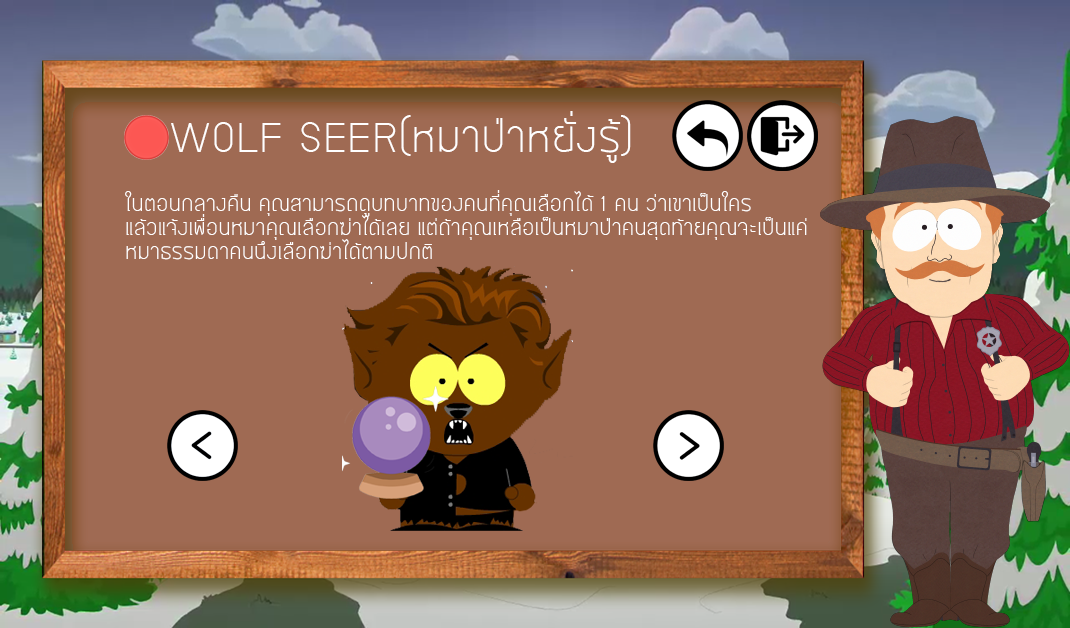 WOLF SEER(หมาป่าหยั่งรู้)
ในตอนกลางคืน คุณสามารถดูบทบาทของคนที่คุณเลือกได้ 1 คน ว่าเขาเป็นใคร
แล้วแจ้งเพื่อนหมาคุณเลือกฆ่าได้เลย แต่ถ้าคุณเหลือเป็นหมาป่าคนสุดท้ายคุณจะเป็นแค่
หมาธรรมดาคนนึงเลือกฆ่าได้ตามปกติ